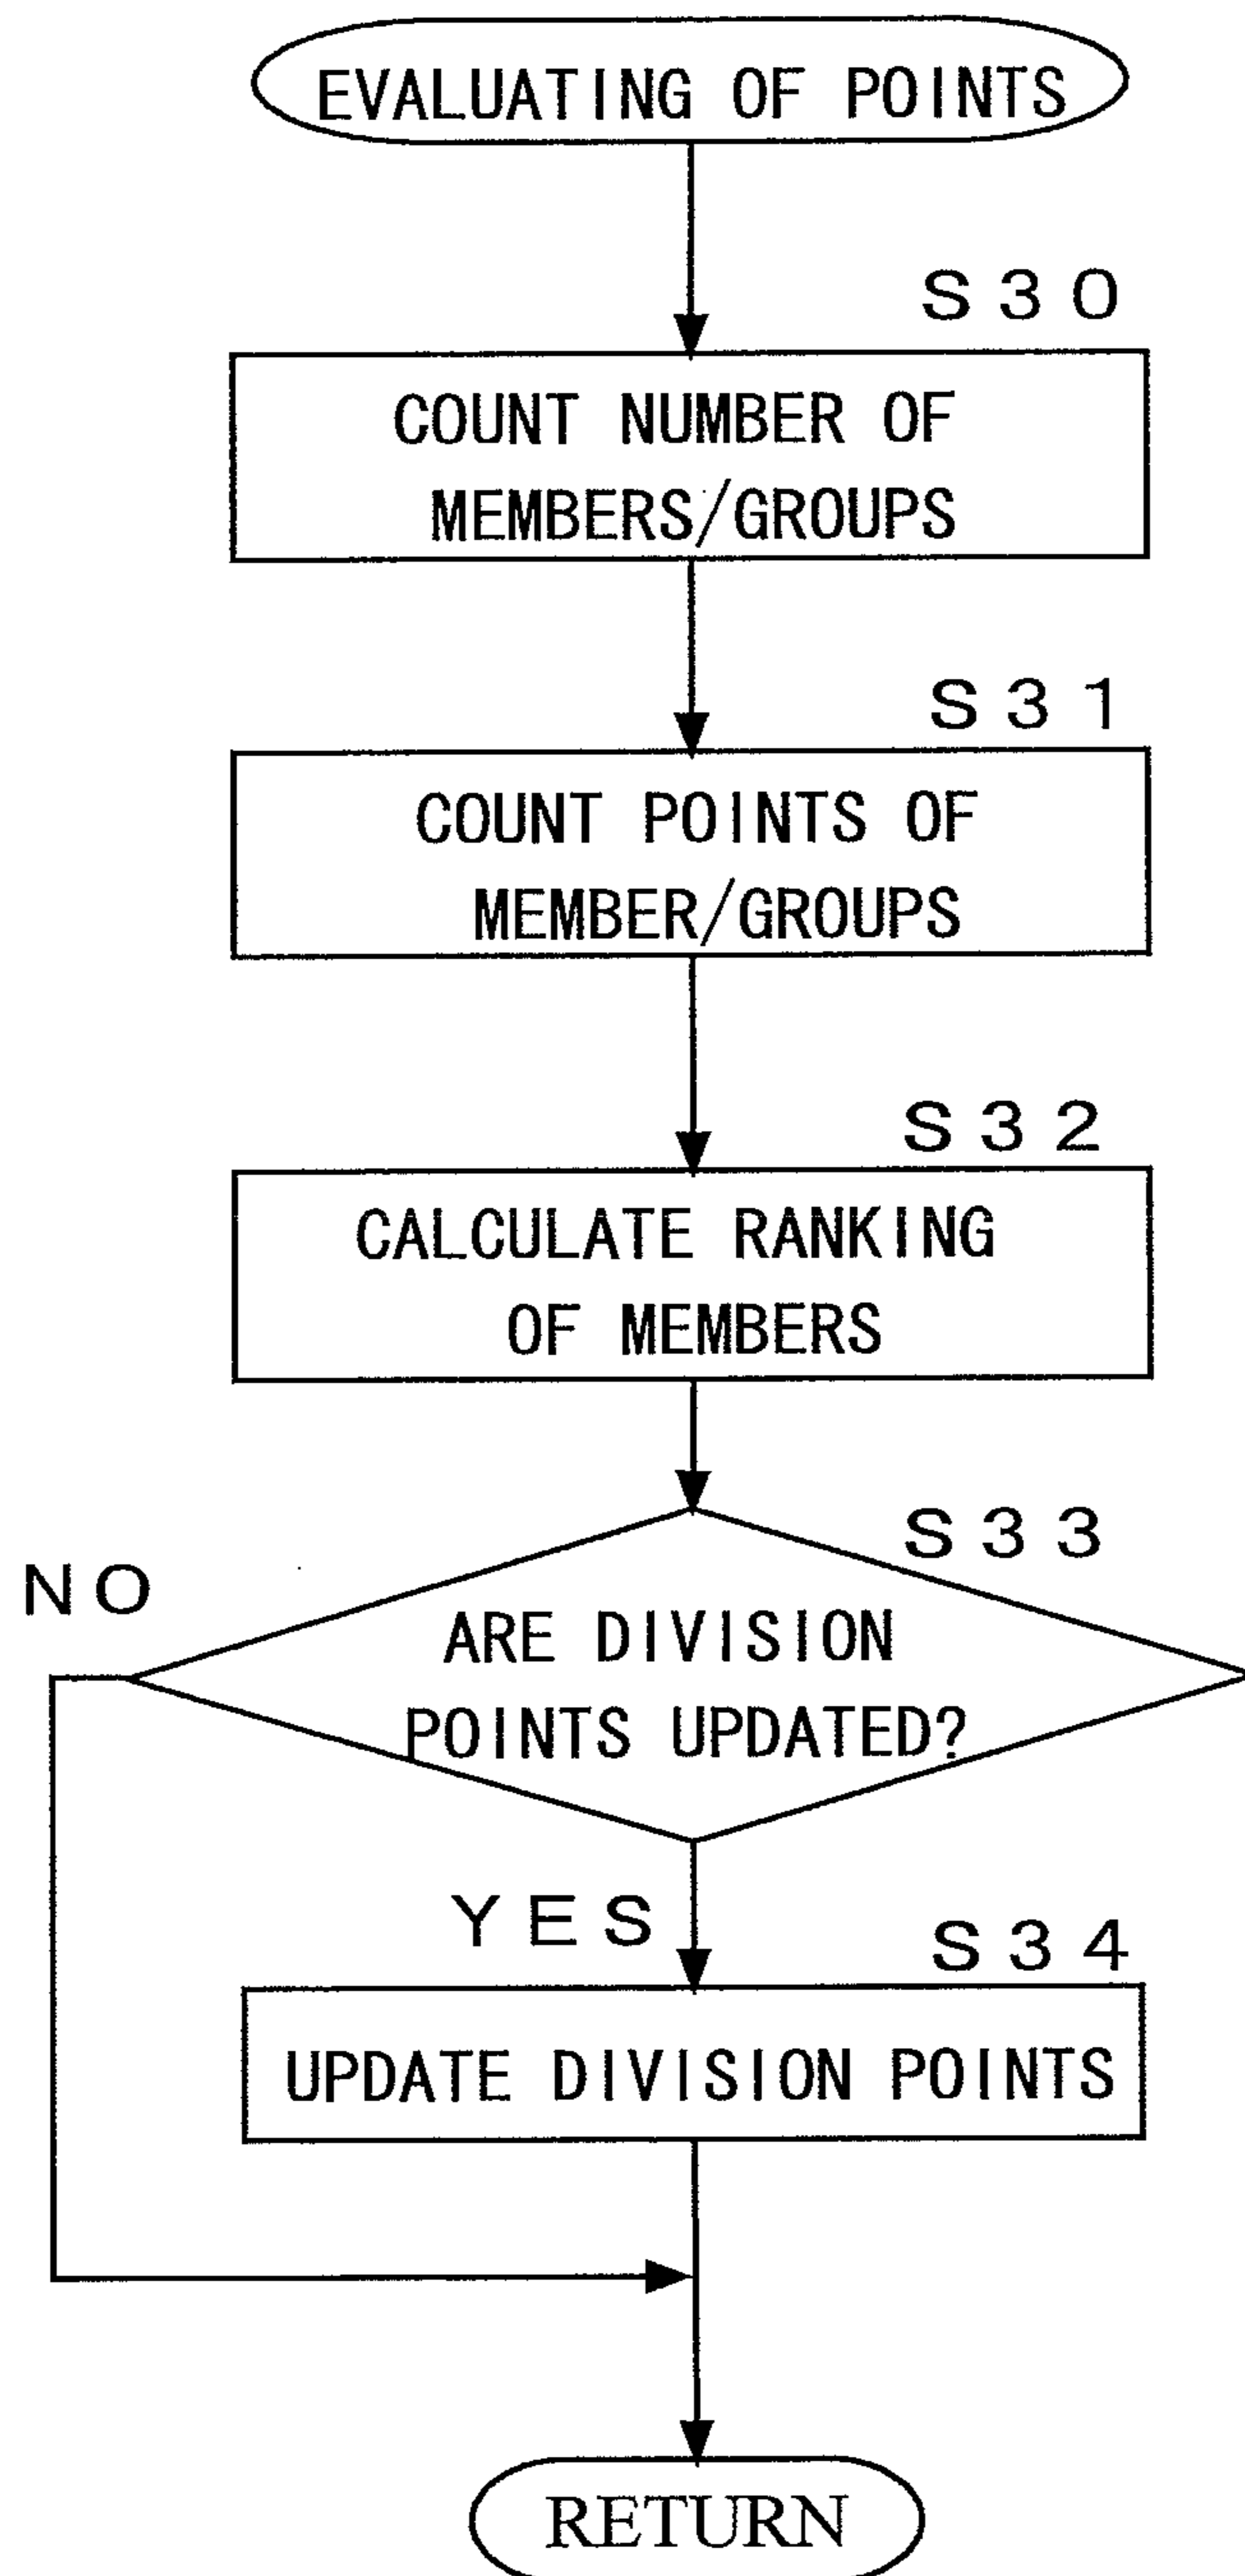 EVALUATING OF POINTS
S30
COUNT NUMBER OF
MEMBERS/GROUPS
S31
COUNT POINTS OF
MEMBER/GROUPS
S32
CALCULATE RANKING
OF MEMBERS
S33
NO
ARE DIVISION
POINTS UPDATED?
YES
S34
UPDATE DIVISION POINTS
RETURN